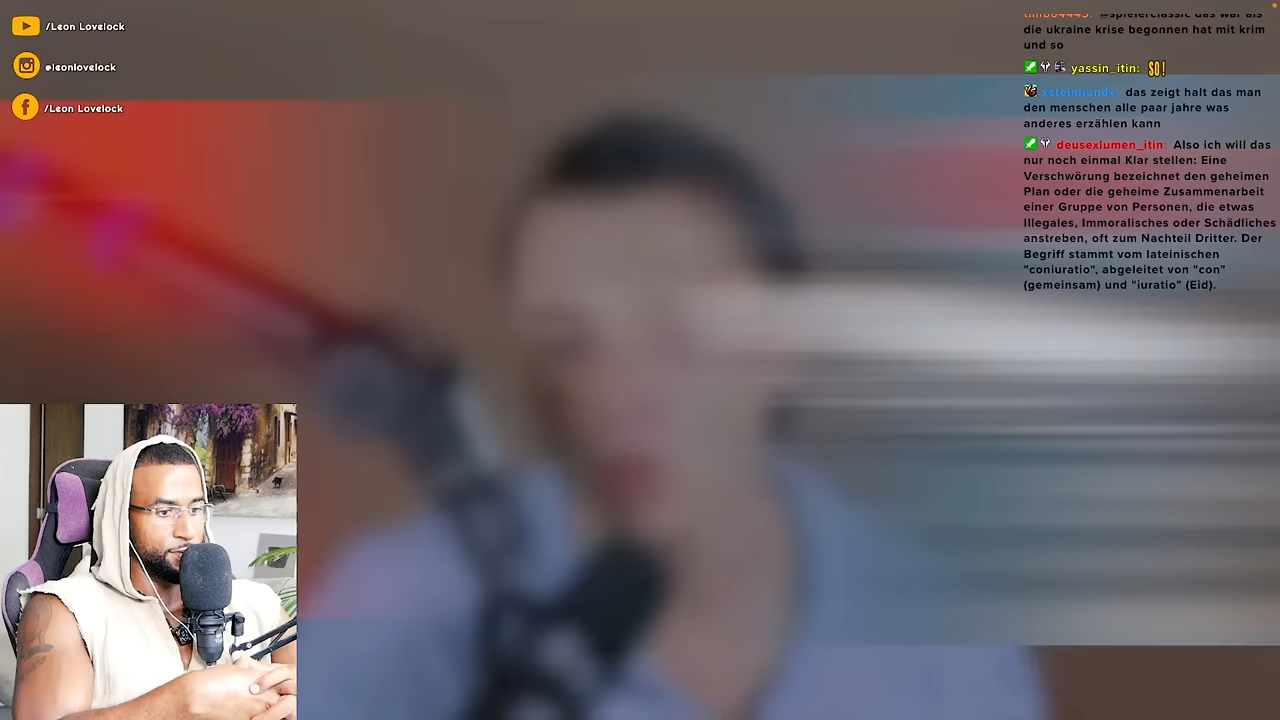 /Leon Lovelock
@leonlovelock
/Leon Lovelock
die ukraine krise begonnen hat mit krim
und so
yassin_itin: SO!
xsteinhundx: das zeigt halt das man
den menschen alle paar jahre was
anderes erzählen kann
deusexlumen_itin: Also ich will das
nur noch einmal Klar stellen: Eine
Verschwörung bezeichnet den geheimen
Plan oder die geheime Zusammenarbeit
einer Gruppe von Personen, die etwas
Illegales, Immoralisches oder Schädliches
anstreben, oft zum Nachteil Dritter. Der
Begriff stammt vom lateinischen
"coniuratio", abgeleitet von "con"
(gemeinsam) und "iuratio" (Eid).